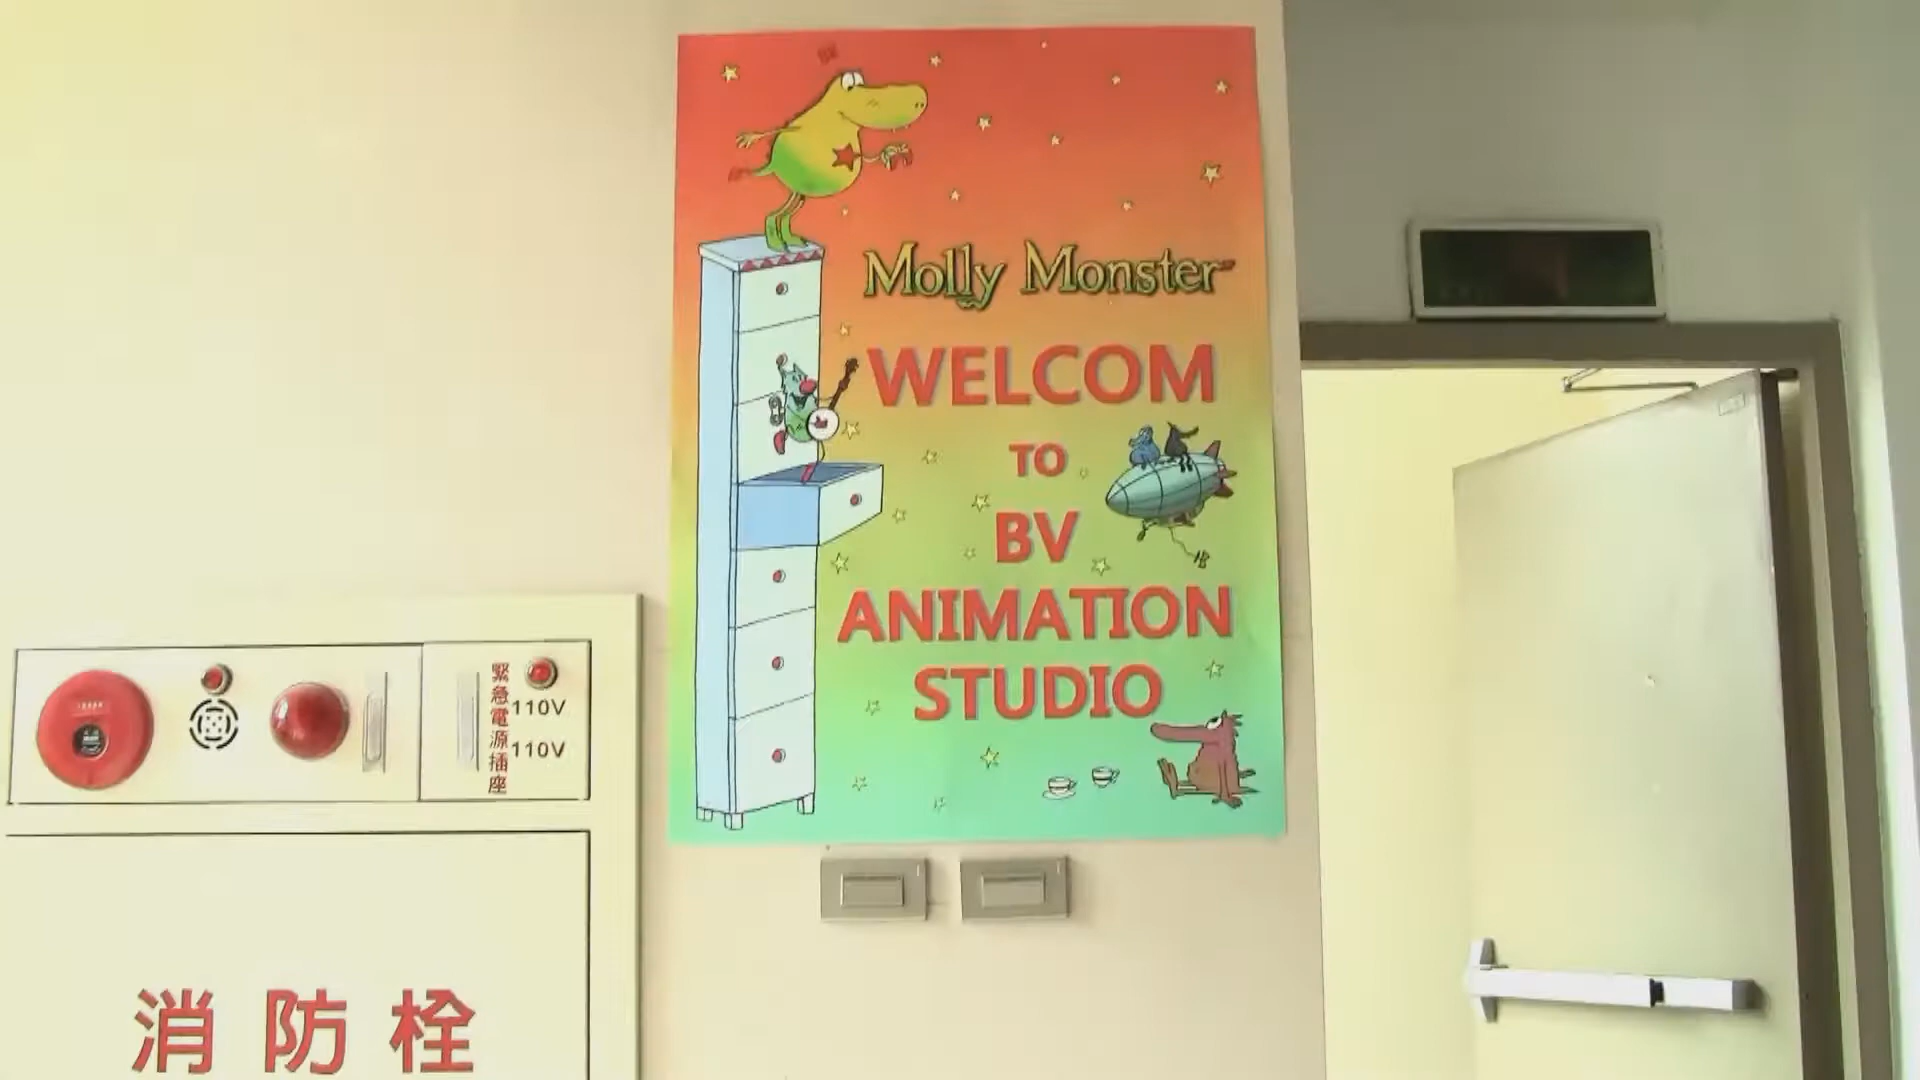 Molly Monster
WELCOM
TO
BV
ANIMATION
STUDIO
緊急電源插座
110V
110V
消防栓